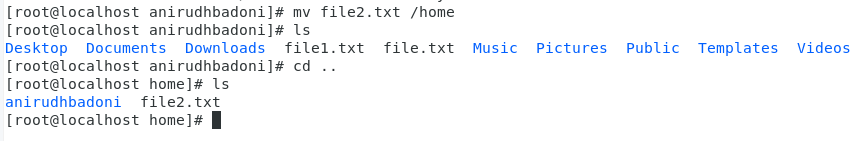 [root@localhost anirudhbadoni]# mv file2.txt /home
[root@localhost anirudhbadoni]# ls
Desktop  Documents  Downloads  file1.txt  file.txt  Music  Pictures  Public  Templates  Videos
[root@localhost anirudhbadoni]# cd ..
[root@localhost home]# ls
anirudhbadoni  file2.txt
[root@localhost home]#